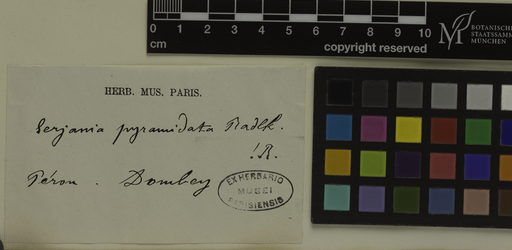 0 1 2 3 4 5 6 7 8 9 10
cm
copyright reserved
BOTANISCHE
STAATSSAMM
MÜNCHEN
HERB. MUS. PARIS.
Serjania pyramidata Radlk.
!R.
Pérou. Dombey
EX HERBARIO
MUSEI
PARISIENSIS